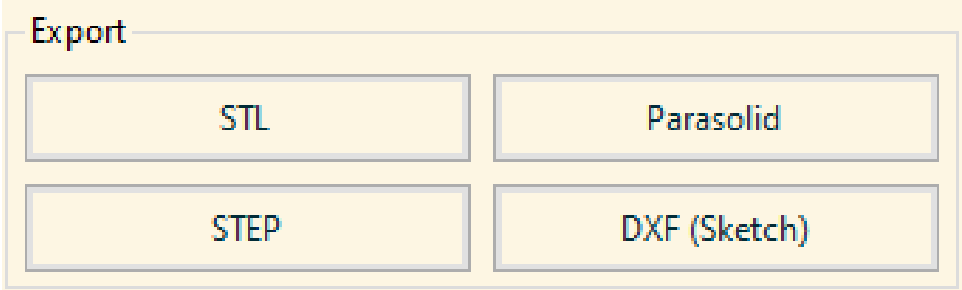 Export
STL
Parasolid
STEP
DXF (Sketch)